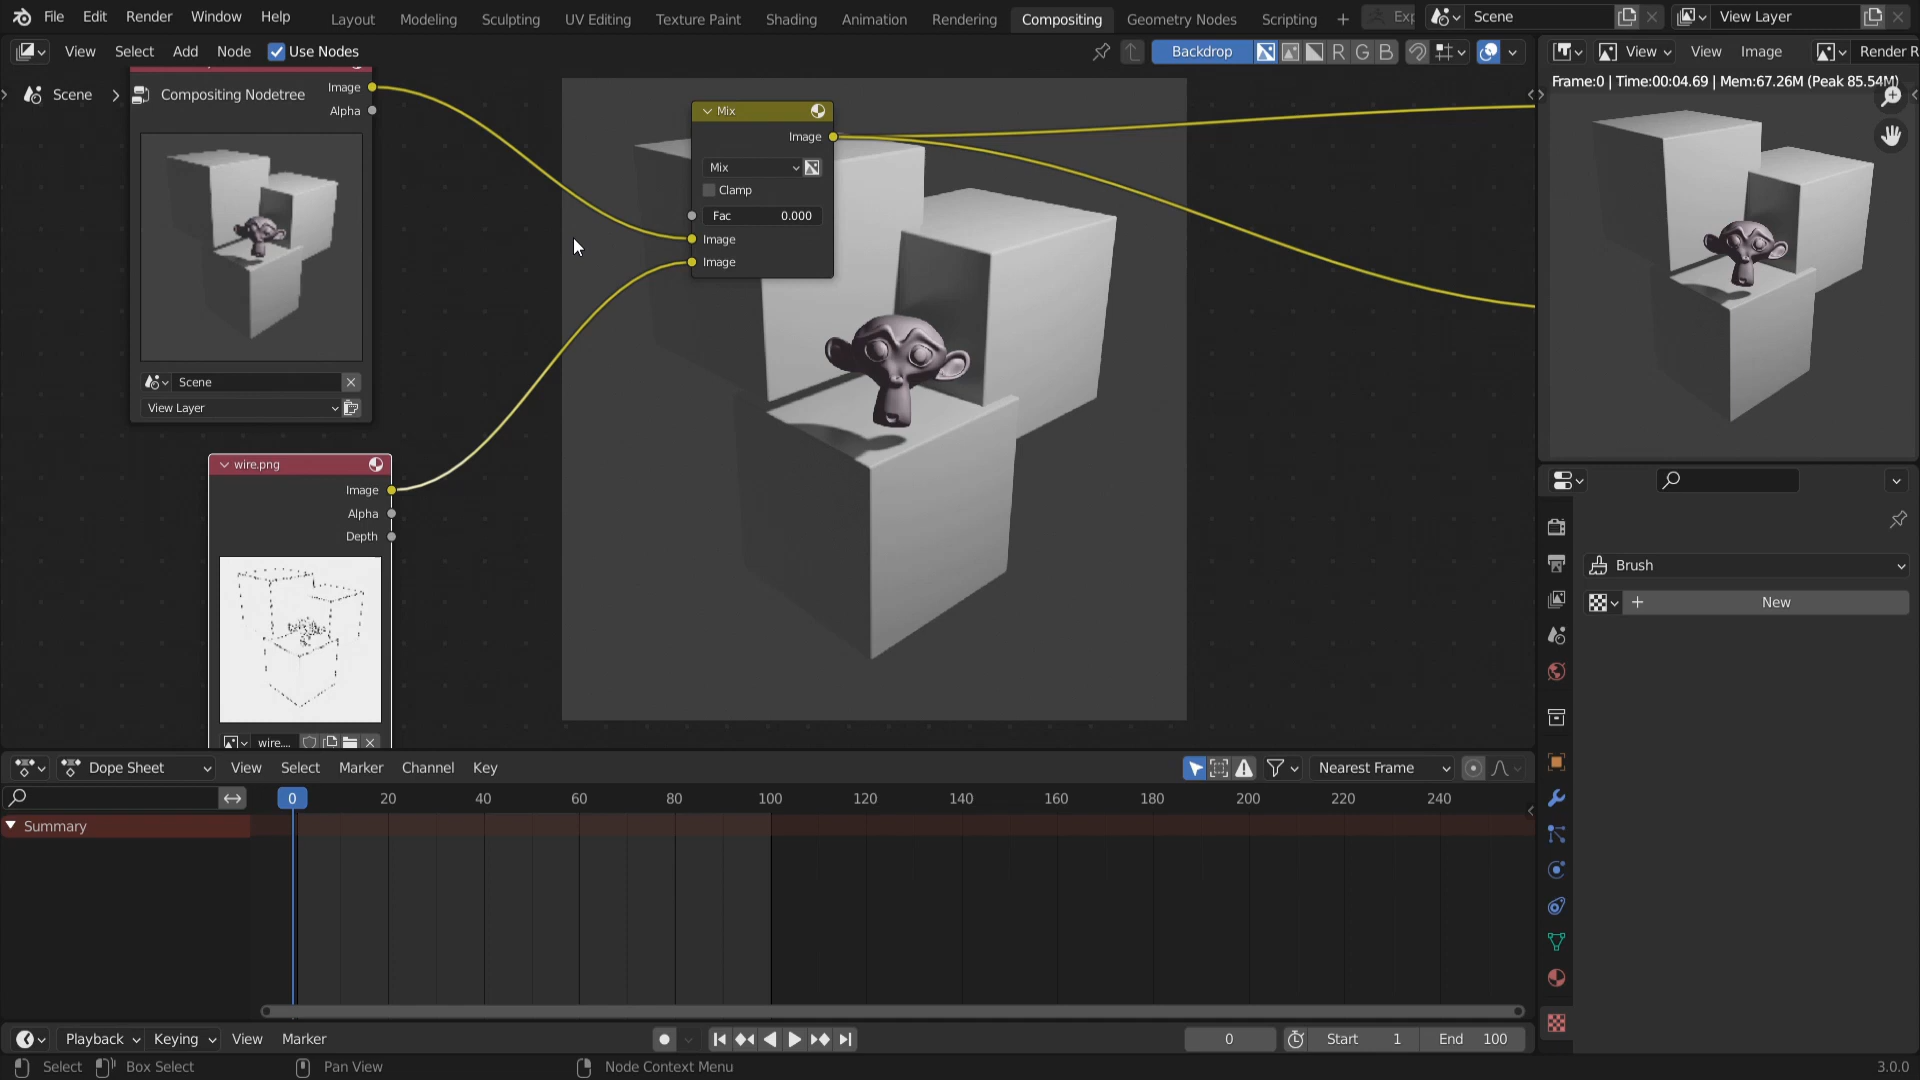 File Edit Render Window Help Layout Modeling Sculpting UV Editing Texture Paint Shading Animation Rendering Compositing Geometry Nodes Scripting + Scene View Layer
View Select Add Node Use Nodes Backdrop R G B View View Image Render R
Scene Compositing Nodetree
Image
Alpha
Scene
View Layer
wire.png
Image
Alpha
Depth
wire....
Mix
Image
Mix
Clamp
Fac 0.000
Image
Image
Frame:0 | Time:00:04.69 | Mem:67.26M (Peak 85.54M)
Brush
+ New
Dope Sheet View Select Marker Channel Key Nearest Frame
0 20 40 60 80 100 120 140 160 180 200 220 240
Summary
Playback Keying View Marker 0 Start 1 End 100
Select Box Select Pan View Node Context Menu 3.0.0